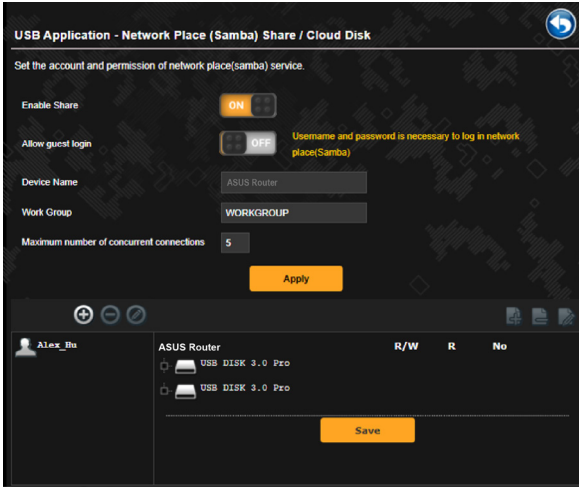 USB Application - Network Place (Samba) Share / Cloud Disk
Set the account and permission of network place(samba) service.
Enable Share
ON
Allow guest login
OFF
Username and password is necessary to log in network
place(Samba)
Device Name
ASUS Router
Work Group
WORKGROUP
Maximum number of concurrent connections
5
Apply
Alex_Hu
ASUS Router R/W R No
USB DISK 3.0 Pro
USB DISK 3.0 Pro
Save